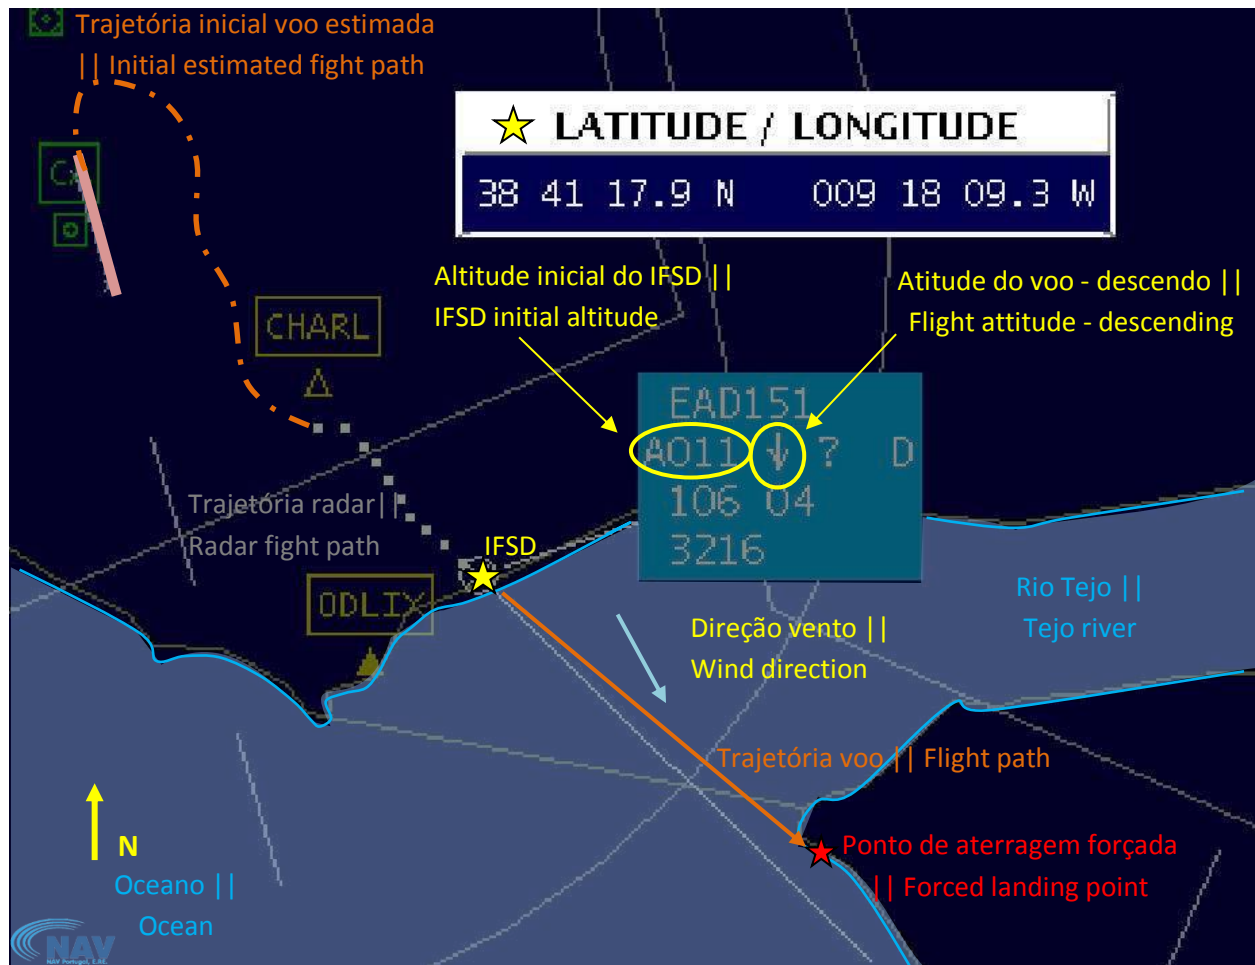 Trajetória inicial voo estimada
|| Initial estimated fight path
☆ LATITUDE / LONGITUDE
38 41 17.9 N 009 18 09.3 W
Altitude inicial do IFSD ||
IFSD initial altitude
Atitude do voo - descendo ||
Flight attitude - descending
CHARL
EAD151
A011 ↓ ? D
106 04
3216
Trajetória radar||
Radar fight path
IFSD
ODLIX
Rio Tejo ||
Tejo river
Direção vento ||
Wind direction
Trajetória voo || Flight path
N
Ponto de aterragem forçada
|| Forced landing point
Oceano ||
Ocean
NAV
NAV Portugal, E.P.E.